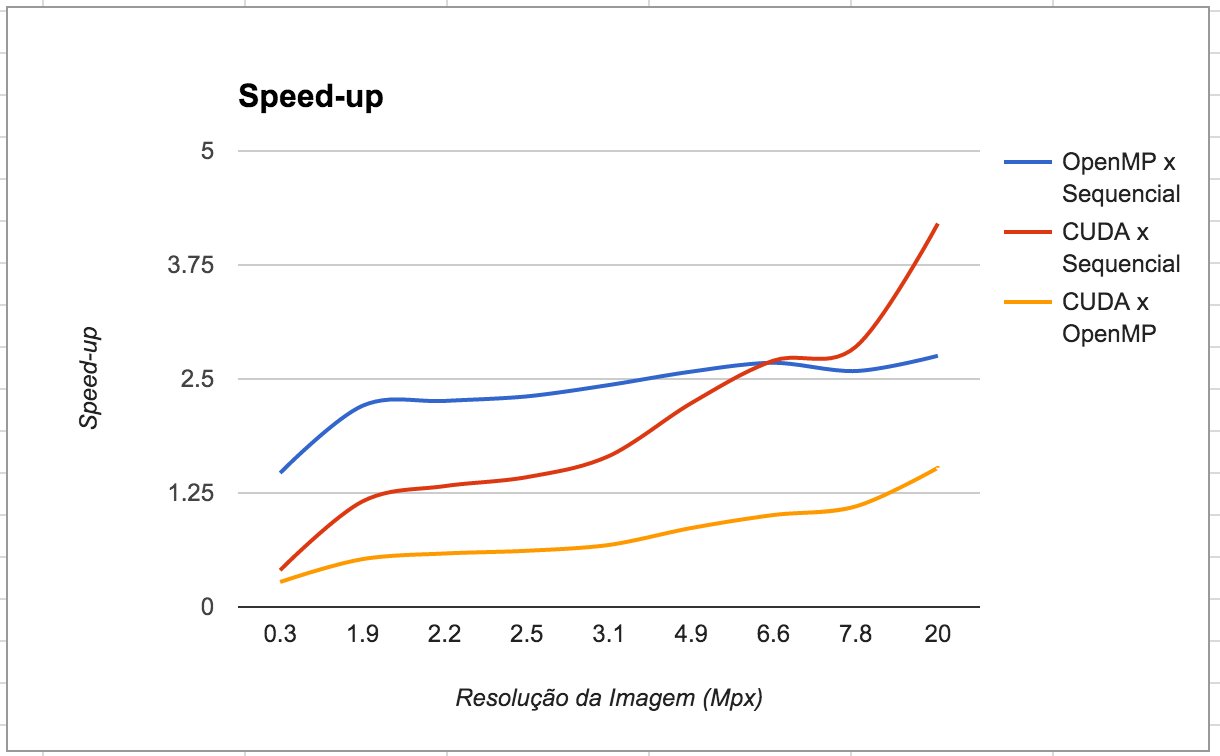 Speed-up
5
3.75
2.5
1.25
0
Speed-up
0.3 1.9 2.2 2.5 3.1 4.9 6.6 7.8 20
Resolução da Imagem (Mpx)
OpenMP x
Sequencial
CUDA x
Sequencial
CUDA x
OpenMP